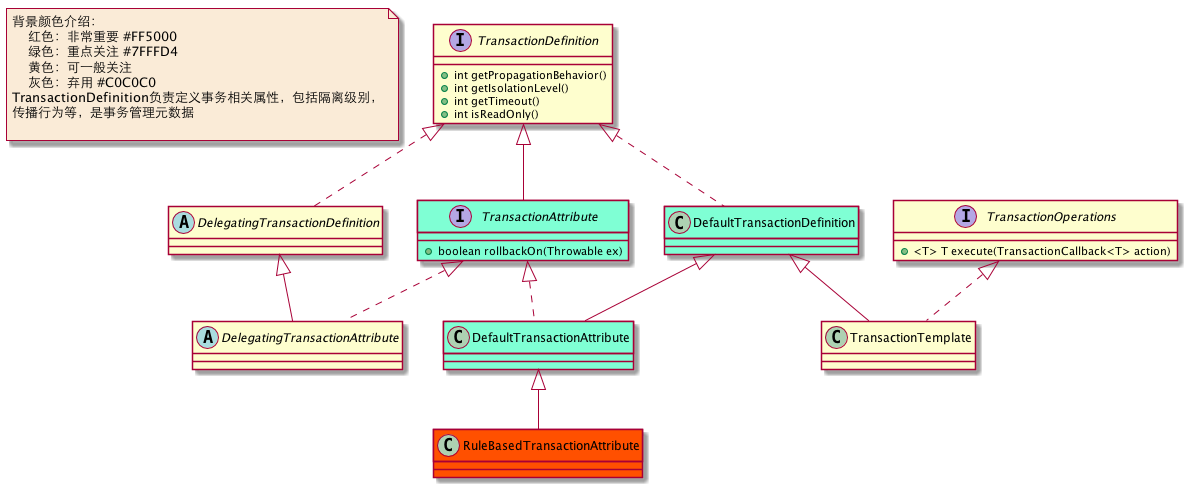 背景颜色介绍：
红色：非常重要 #FF5000
绿色：重点关注 #7FFFD4
黄色：可一般关注
灰色：弃用 #C0C0C0
TransactionDefinition负责定义事务相关属性，包括隔离级别，
传播行为等，是事务管理元数据
I TransactionDefinition
int getPropagationBehavior()
int getIsolationLevel()
int getTimeout()
int isReadOnly()
A DelegatingTransactionDefinition
I TransactionAttribute
boolean rollbackOn(Throwable ex)
C DefaultTransactionDefinition
I TransactionOperations
<T> T execute(TransactionCallback<T> action)
A DelegatingTransactionAttribute
C DefaultTransactionAttribute
C TransactionTemplate
C RuleBasedTransactionAttribute